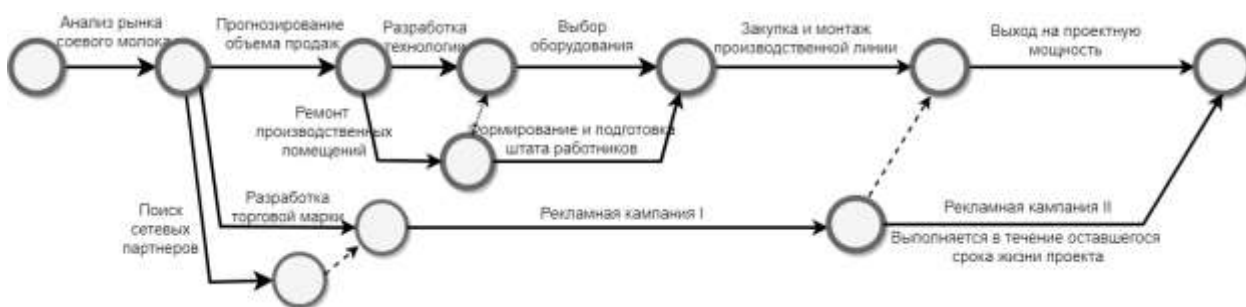 Анализ рынка
соевого молока
Прогнозирование
объема продаж
Разработка
технологии
Выбор
оборудования
Закупка и монтаж
производственной линии
Выход на проектную
мощность
Ремонт
производственных
помещений
Формирование и подготовка
штата работников
Поиск
сетевых
партнеров
Разработка
торговой марки
Рекламная кампания I
Рекламная кампания II
Выполняется в течение оставшегося
срока жизни проекта